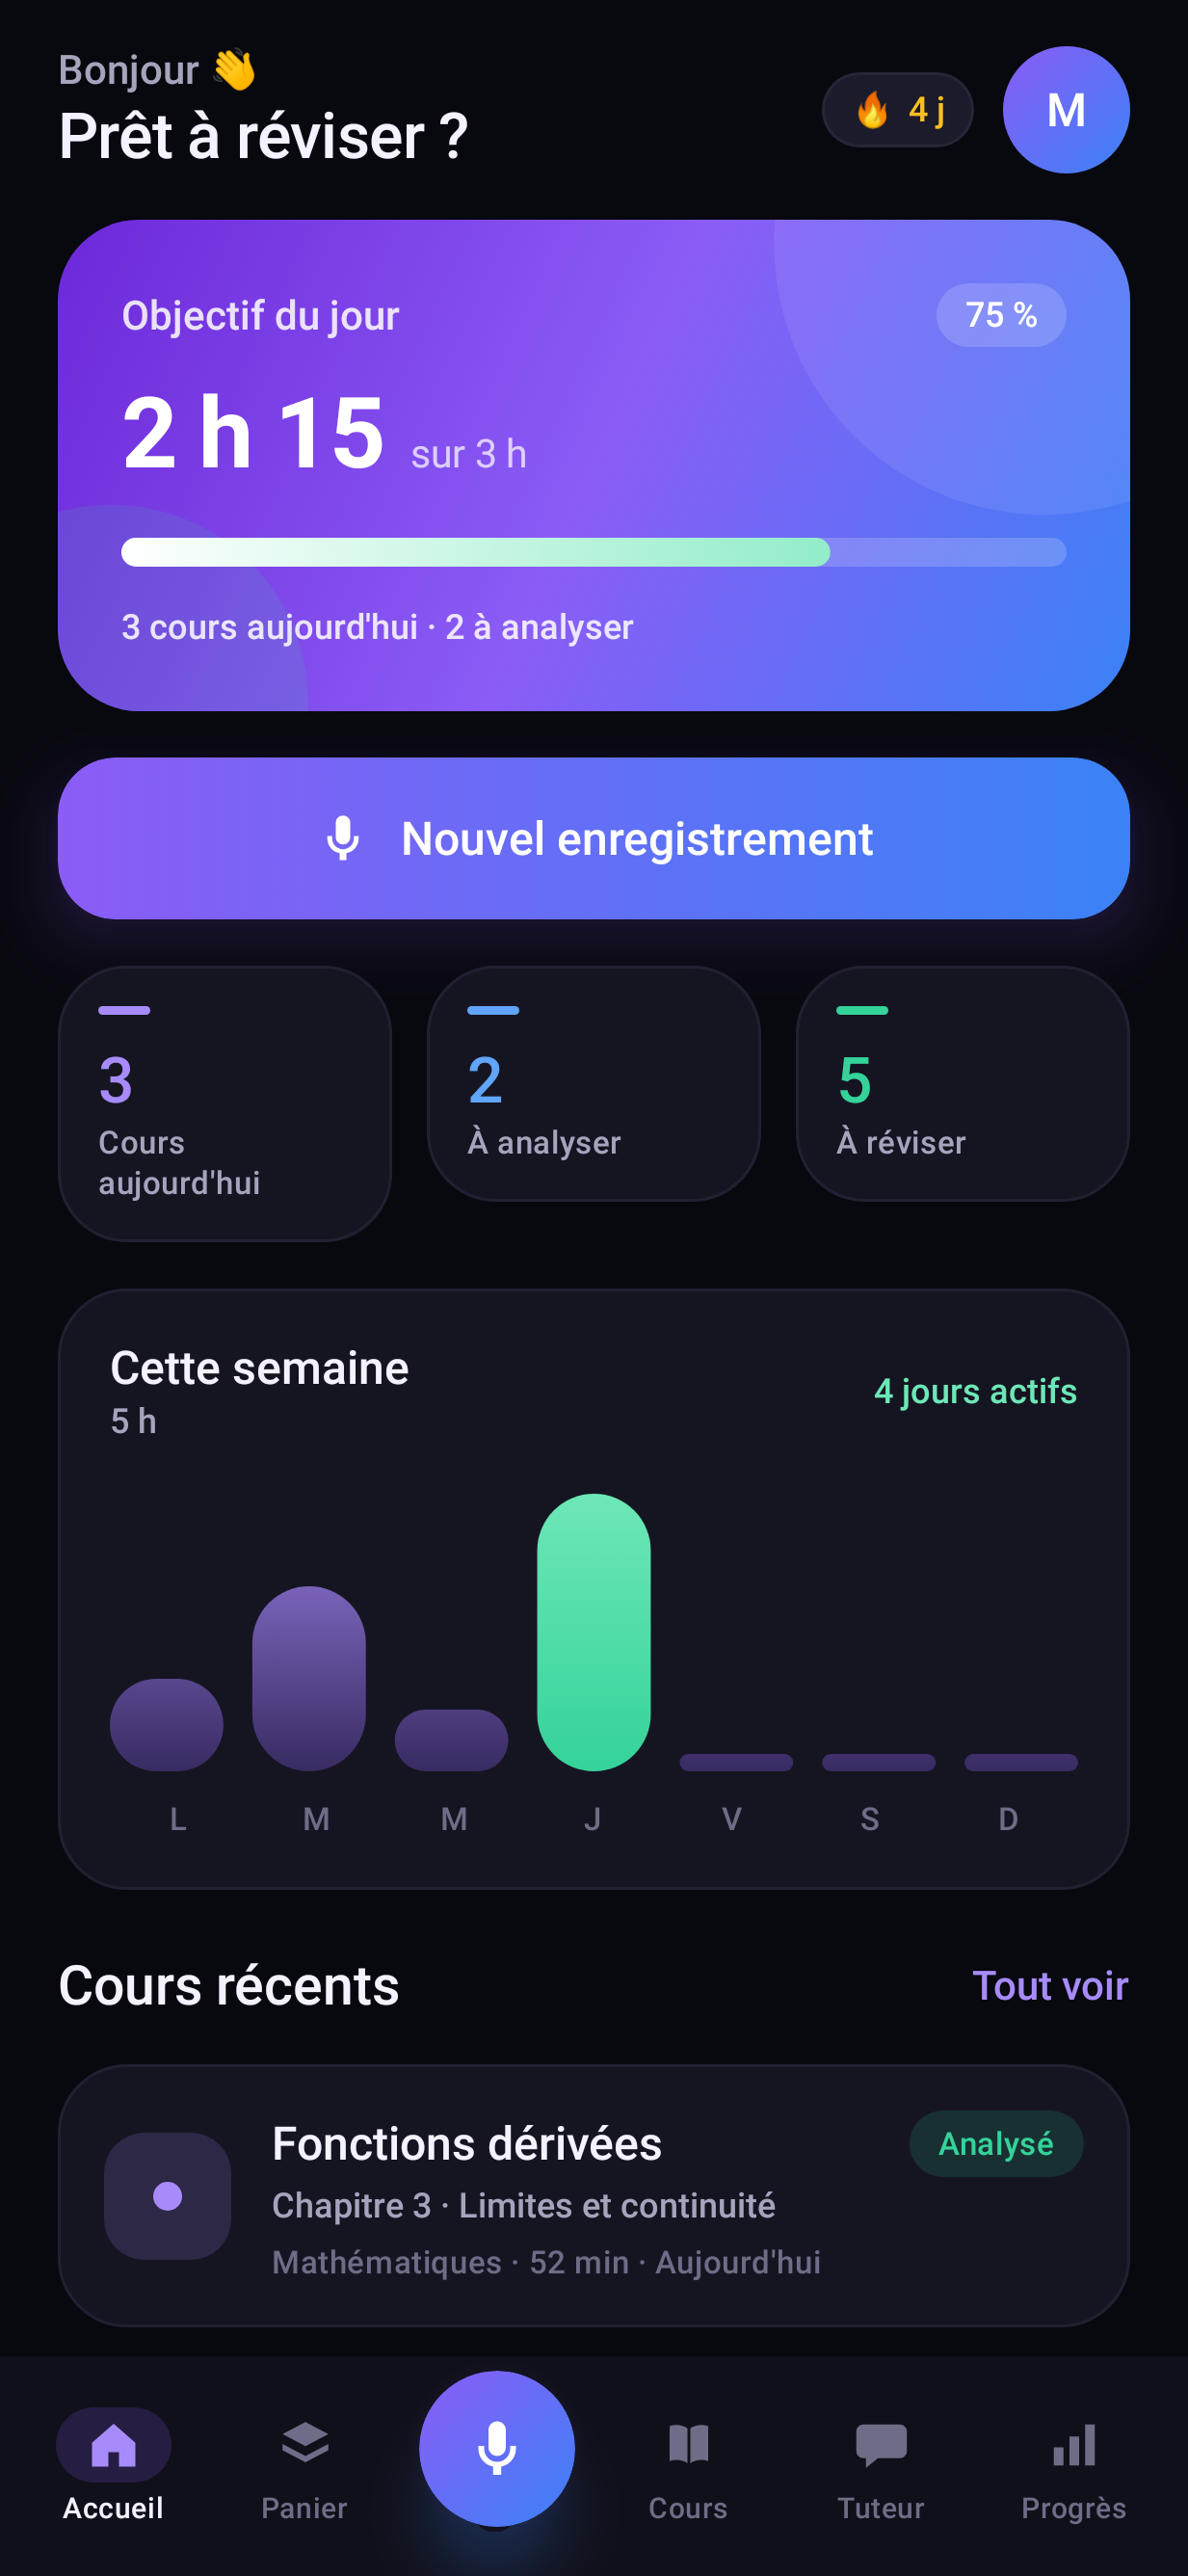 Bonjour 👋
Prêt à réviser ?
🔥 4 j
M
Objectif du jour
75 %
2 h 15 sur 3 h
3 cours aujourd'hui · 2 à analyser
Nouvel enregistrement
3
Cours
aujourd'hui
2
À analyser
5
À réviser
Cette semaine
5 h
4 jours actifs
L M M J V S D
Cours récents
Tout voir
Fonctions dérivées
Analysé
Chapitre 3 · Limites et continuité
Mathématiques · 52 min · Aujourd'hui
Accueil Panier Cours Tuteur Progrès